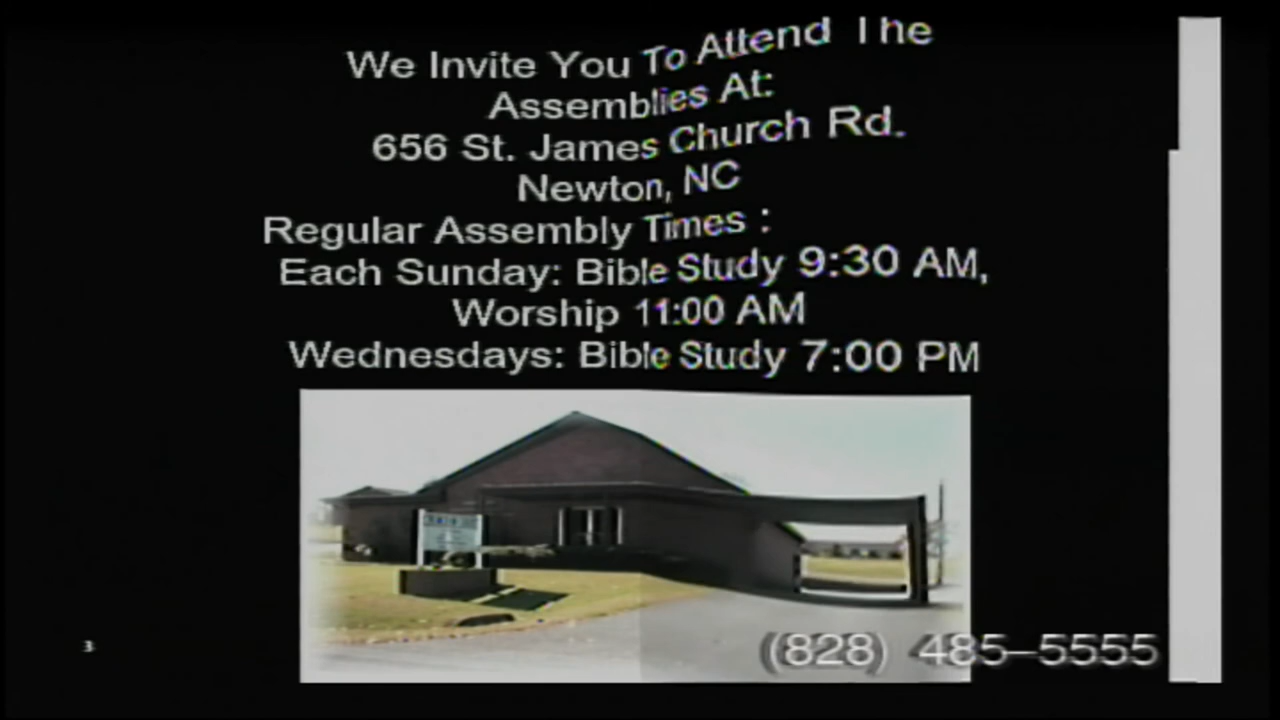 We Invite You To Attend The
Assemblies At:
656 St. James Church Rd.
Newton, NC
Regular Assembly Times :
Each Sunday: Bible Study 9:30 AM,
Worship 11:00 AM
Wednesdays: Bible Study 7:00 PM
(828) 485–5555
3